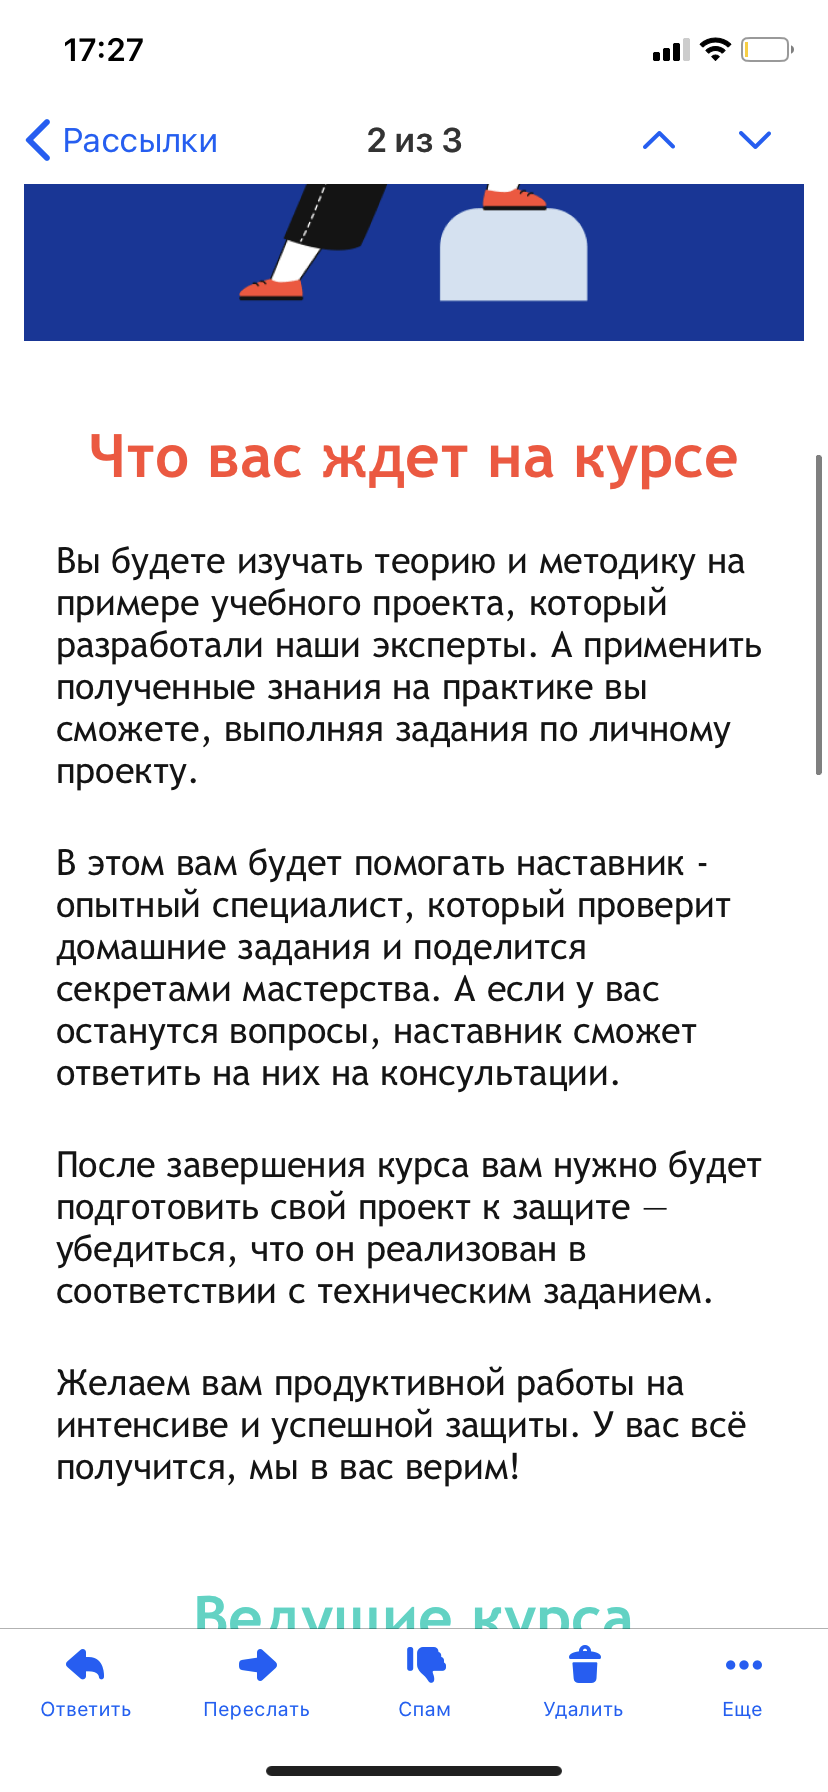 17:27
Рассылки
2 из 3
Что вас ждет на курсе
Вы будете изучать теорию и методику на
примере учебного проекта, который
разработали наши эксперты. А применить
полученные знания на практике вы
сможете, выполняя задания по личному
проекту.
В этом вам будет помогать наставник -
опытный специалист, который проверит
домашние задания и поделится
секретами мастерства. А если у вас
останутся вопросы, наставник сможет
ответить на них на консультации.
После завершения курса вам нужно будет
подготовить свой проект к защите —
убедиться, что он реализован в
соответствии с техническим заданием.
Желаем вам продуктивной работы на
интенсиве и успешной защиты. У вас всё
получится, мы в вас верим!
Ведущие курса
Ответить
Переслать
Спам
Удалить
Еще